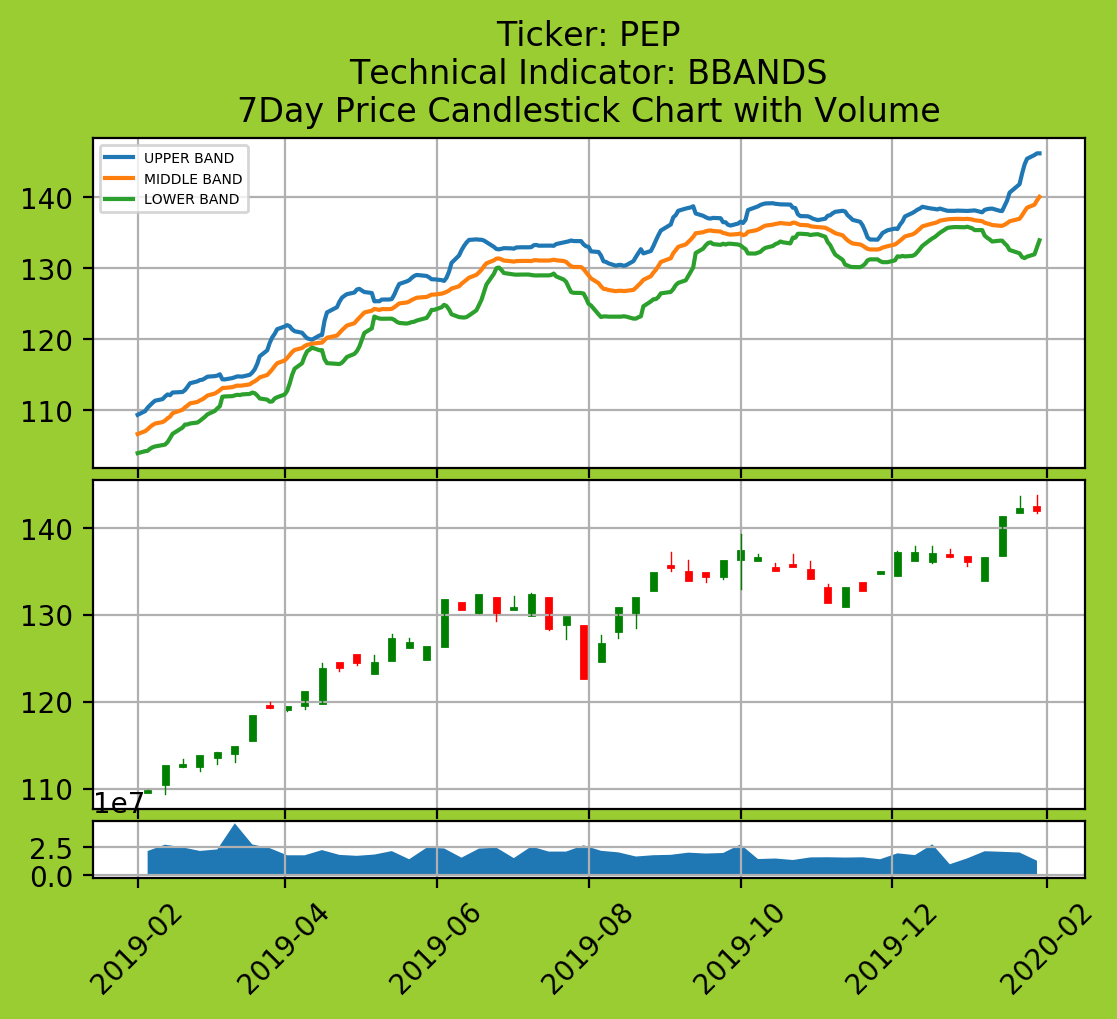 Ticker: PEP
Technical Indicator: BBANDS
7Day Price Candlestick Chart with Volume
UPPER BAND
MIDDLE BAND
LOWER BAND
140
130
120
110
140
130
120
110
1e7
2.5
0.0
2019-02
2019-04
2019-06
2019-08
2019-10
2019-12
2020-02